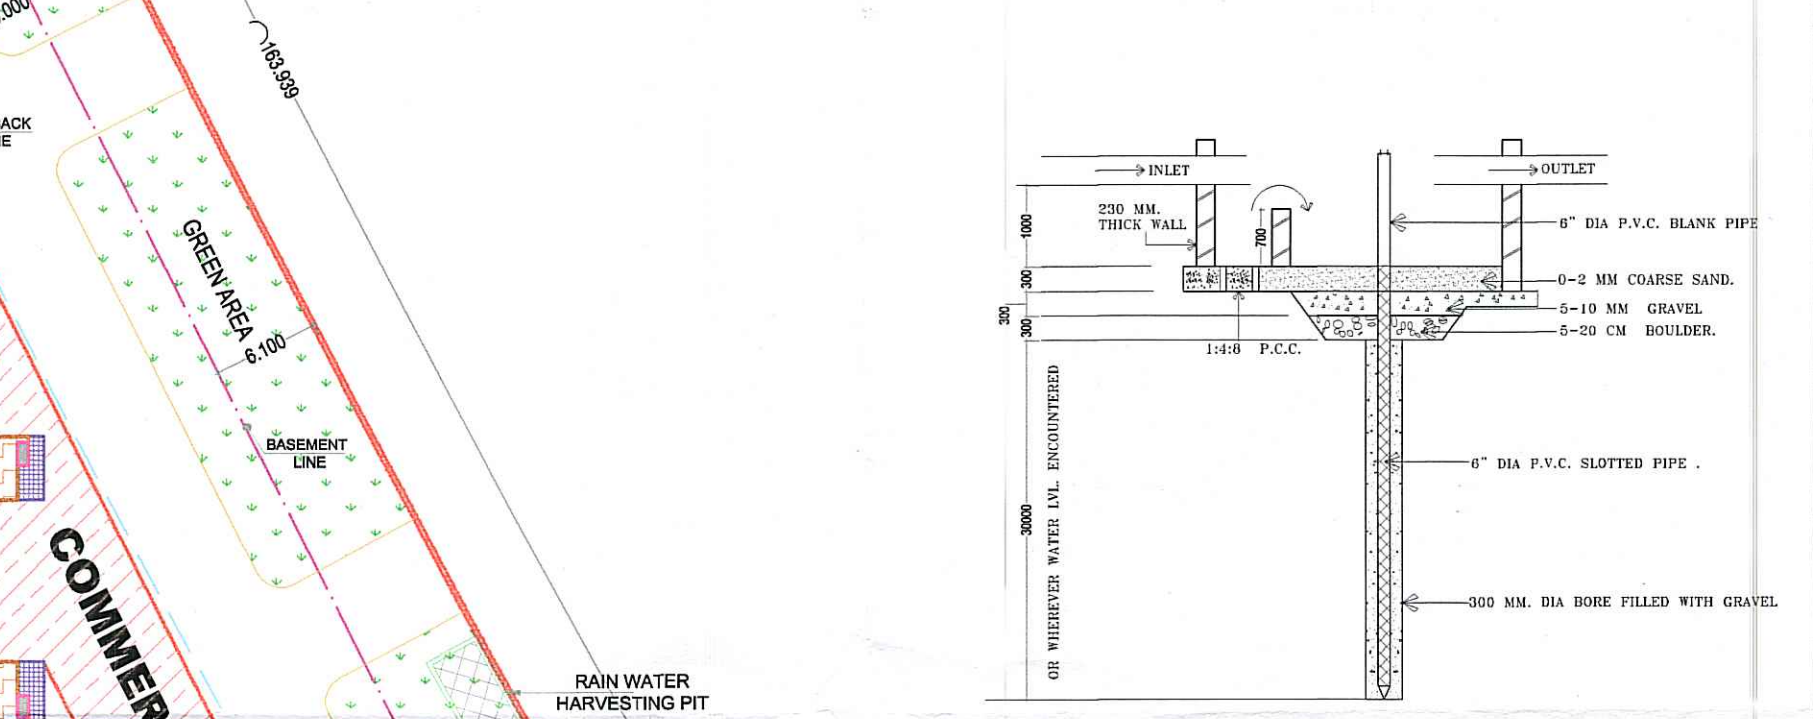 163.939
GREEN AREA
6.100
BASEMENT
LINE
COMMER
RAIN WATER
HARVESTING PIT
INLET
OUTLET
230 MM.
THICK WALL
1000
700
6" DIA P.V.C. BLANK PIPE
300
0-2 MM COARSE SAND.
300
5-10 MM GRAVEL
300
5-20 CM BOULDER.
1:4:8 P.C.C.
30000
OR WHEREVER WATER LVL. ENCOUNTERED
6" DIA P.V.C. SLOTTED PIPE .
300 MM. DIA BORE FILLED WITH GRAVEL